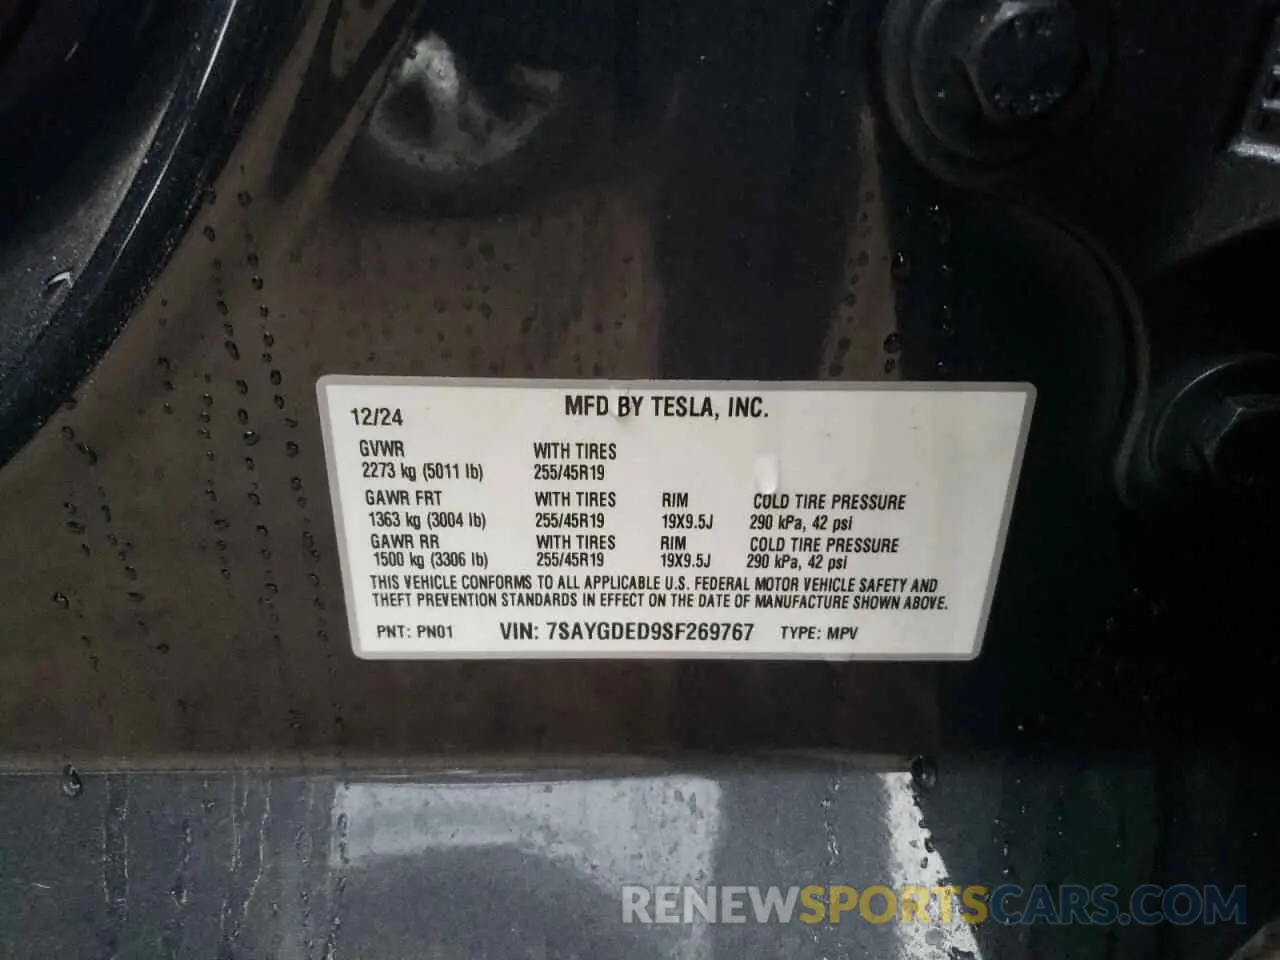 12/24 MFD BY TESLA, INC.
GVWR WITH TIRES
2273 kg (5011 lb) 255/45R19
GAWR FRT WITH TIRES RIM COLD TIRE PRESSURE
1363 kg (3004 lb) 255/45R19 19X9.5J 290 kPa, 42 psi
GAWR RR WITH TIRES RIM COLD TIRE PRESSURE
1500 kg (3306 lb) 255/45R19 19X9.5J 290 kPa, 42 psi
THIS VEHICLE CONFORMS TO ALL APPLICABLE U.S. FEDERAL MOTOR VEHICLE SAFETY AND
THEFT PREVENTION STANDARDS IN EFFECT ON THE DATE OF MANUFACTURE SHOWN ABOVE.
PNT: PN01 VIN: 7SAYGDED9SF269767 TYPE: MPV
RENEWSPORTSCARS.COM